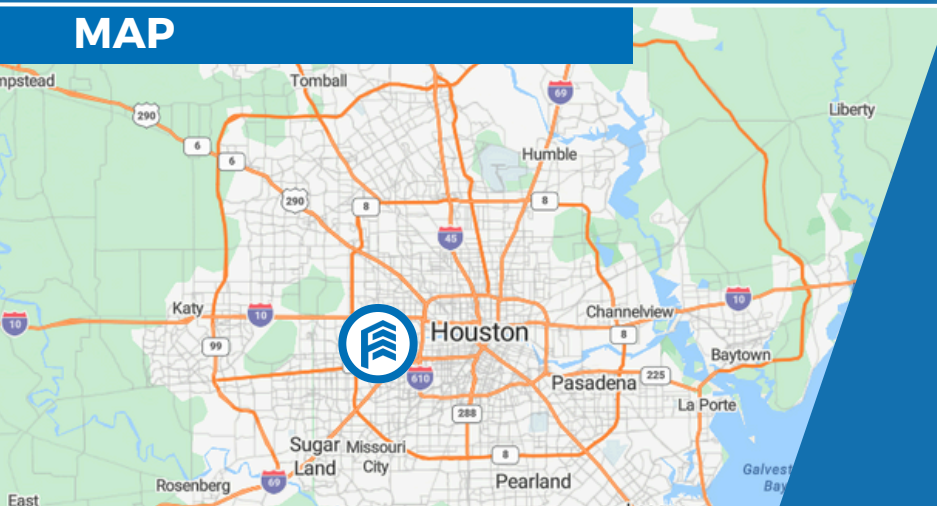 MAP
mpstead
Tomball
69
290
Liberty
6
6
Humble
290
8
8
45
Katy
10
10
10
Channelview
99
Houston
8
Baytown
610
Pasadena
225
La Porte
288
Sugar
Land
Missouri
City
8
Galvest
Bay
Rosenberg
69
Pearland
East